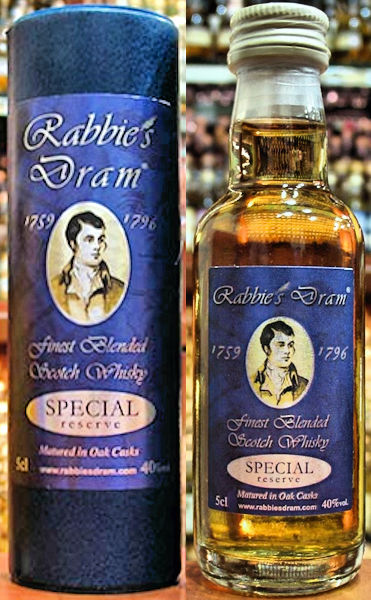 Rabbie's
Dram
1759 1796
Finest Blended
Scotch Whisky
SPECIAL
reserve
Matured in Oak Casks
5cl www.rabbiesdram.com 40%vol.
Rabbie's Dram
1759 1796
Finest Blended
Scotch Whisky
SPECIAL
reserve
Matured in Oak Casks
5cl www.rabbiesdram.com 40%vol.